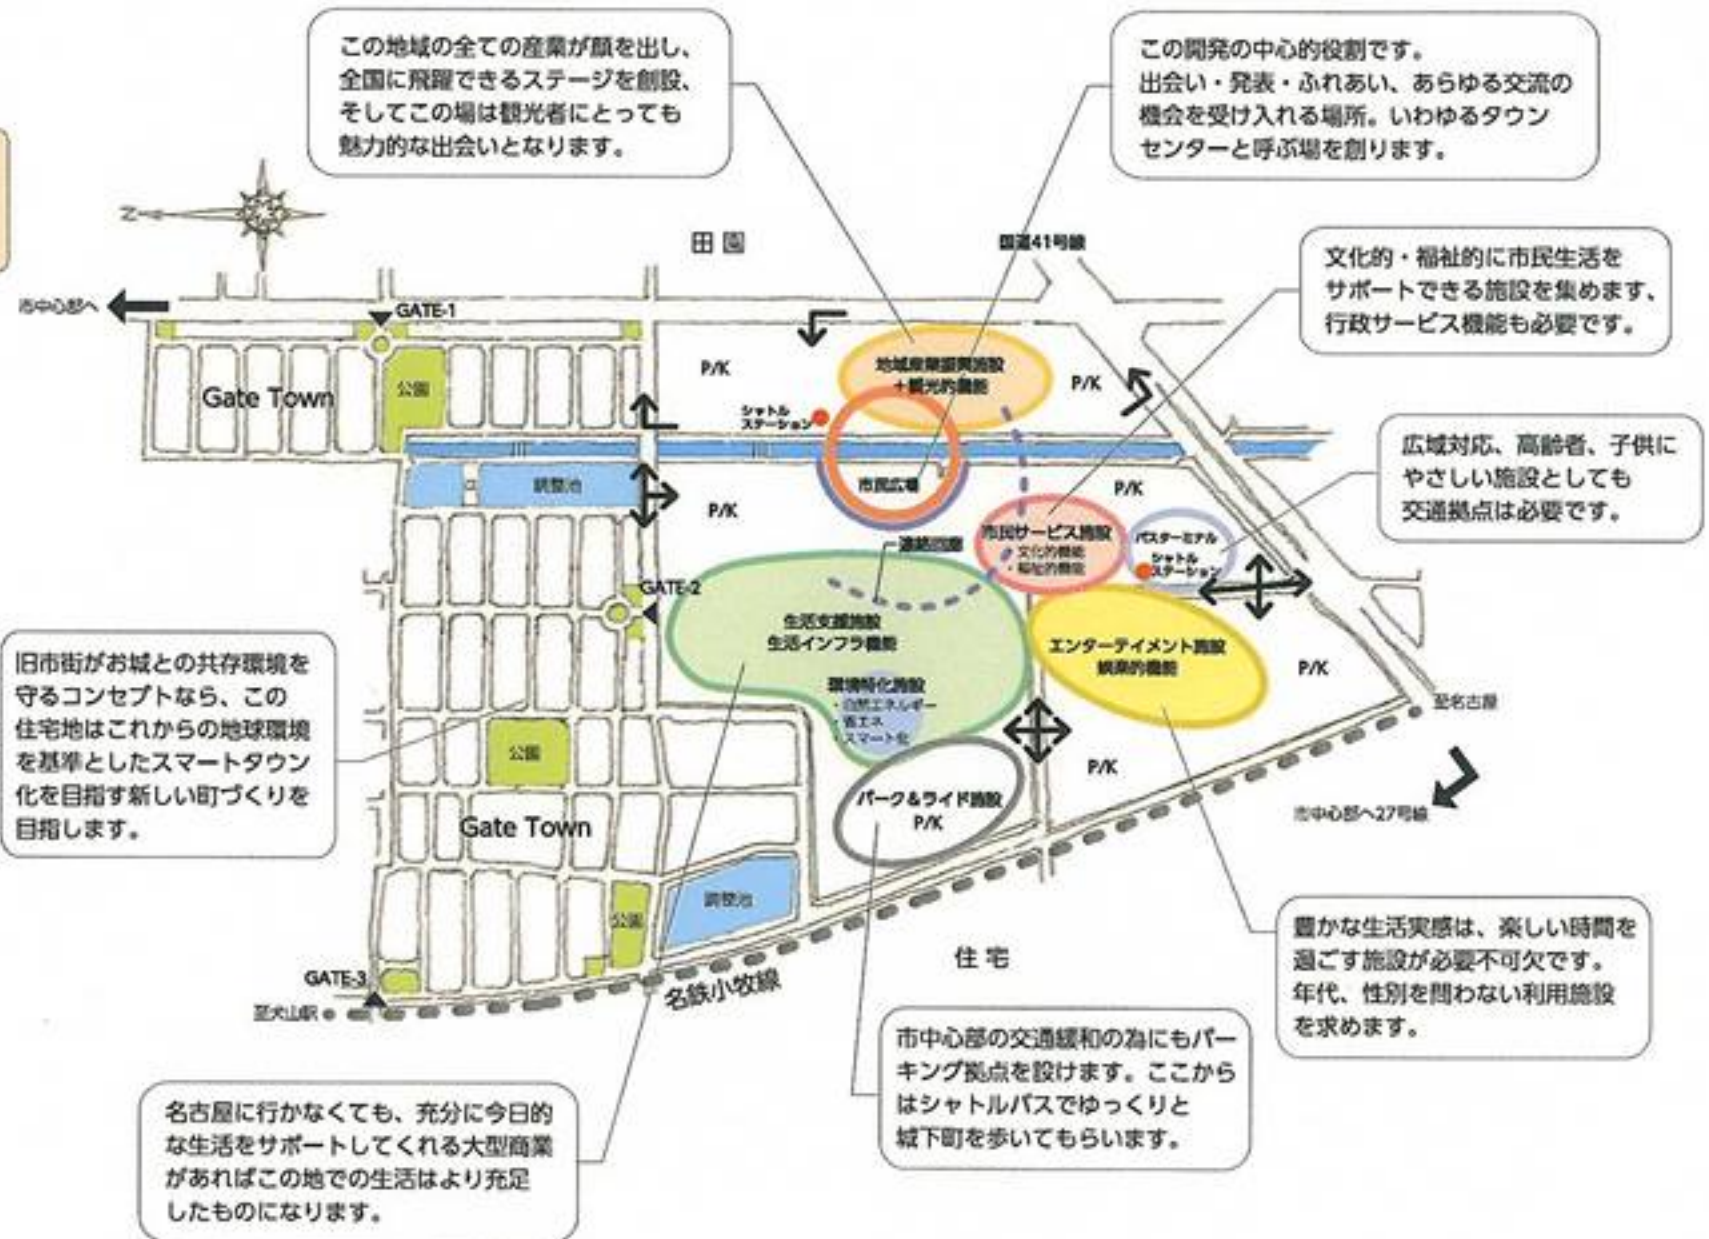 この地域の全ての産業が顔を出し、
全国に飛躍できるステージを創設、
そしてこの場は観光者にとっても
魅力的な出会いとなります。
この開発の中心的役割です。
出会い・発表・ふれあい、あらゆる交流の
機会を受け入れる場所。いわゆるタウン
センターと呼ぶ場を創ります。
N
田園
国道41号線
文化的・福祉的に市民生活を
サポートできる施設を集めます、
行政サービス機能も必要です。
市中心部へ
GATE-1
P/K
地域産業振興施設
+観光的機能
P/K
Gate Town
公園
シャトル
ステーション
広域対応、高齢者、子供に
やさしい施設としても
交通拠点は必要です。
調整池
市民広場
P/K
P/K
市民サービス施設
・文化的機能
・福祉的機能
バスターミナル
シャトル
ステーション
連絡回廊
GATE-2
生活支援施設
生活インフラ機能
エンターテイメント施設
娯楽的機能
P/K
旧市街がお城との共存環境を
守るコンセプトなら、この
住宅地はこれからの地球環境
を基準としたスマートタウン
化を目指す新しい町づくりを
目指します。
環境特化施設
・自然エネルギー
・省エネ
・スマート化
至名古屋
公園
P/K
パーク&ライド施設
P/K
市中心部へ27号線
Gate Town
調整池
公園
豊かな生活実感は、楽しい時間を
過ごす施設が必要不可欠です。
年代、性別を問わない利用施設
を求めます。
住宅
GATE-3
名鉄小牧線
至犬山駅
市中心部の交通緩和の為にもパー
キング拠点を設けます。ここから
はシャトルバスでゆっくりと
城下町を歩いてもらいます。
名古屋に行かなくても、充分に今日的
な生活をサポートしてくれる大型商業
があればこの地での生活はより充足
したものになります。